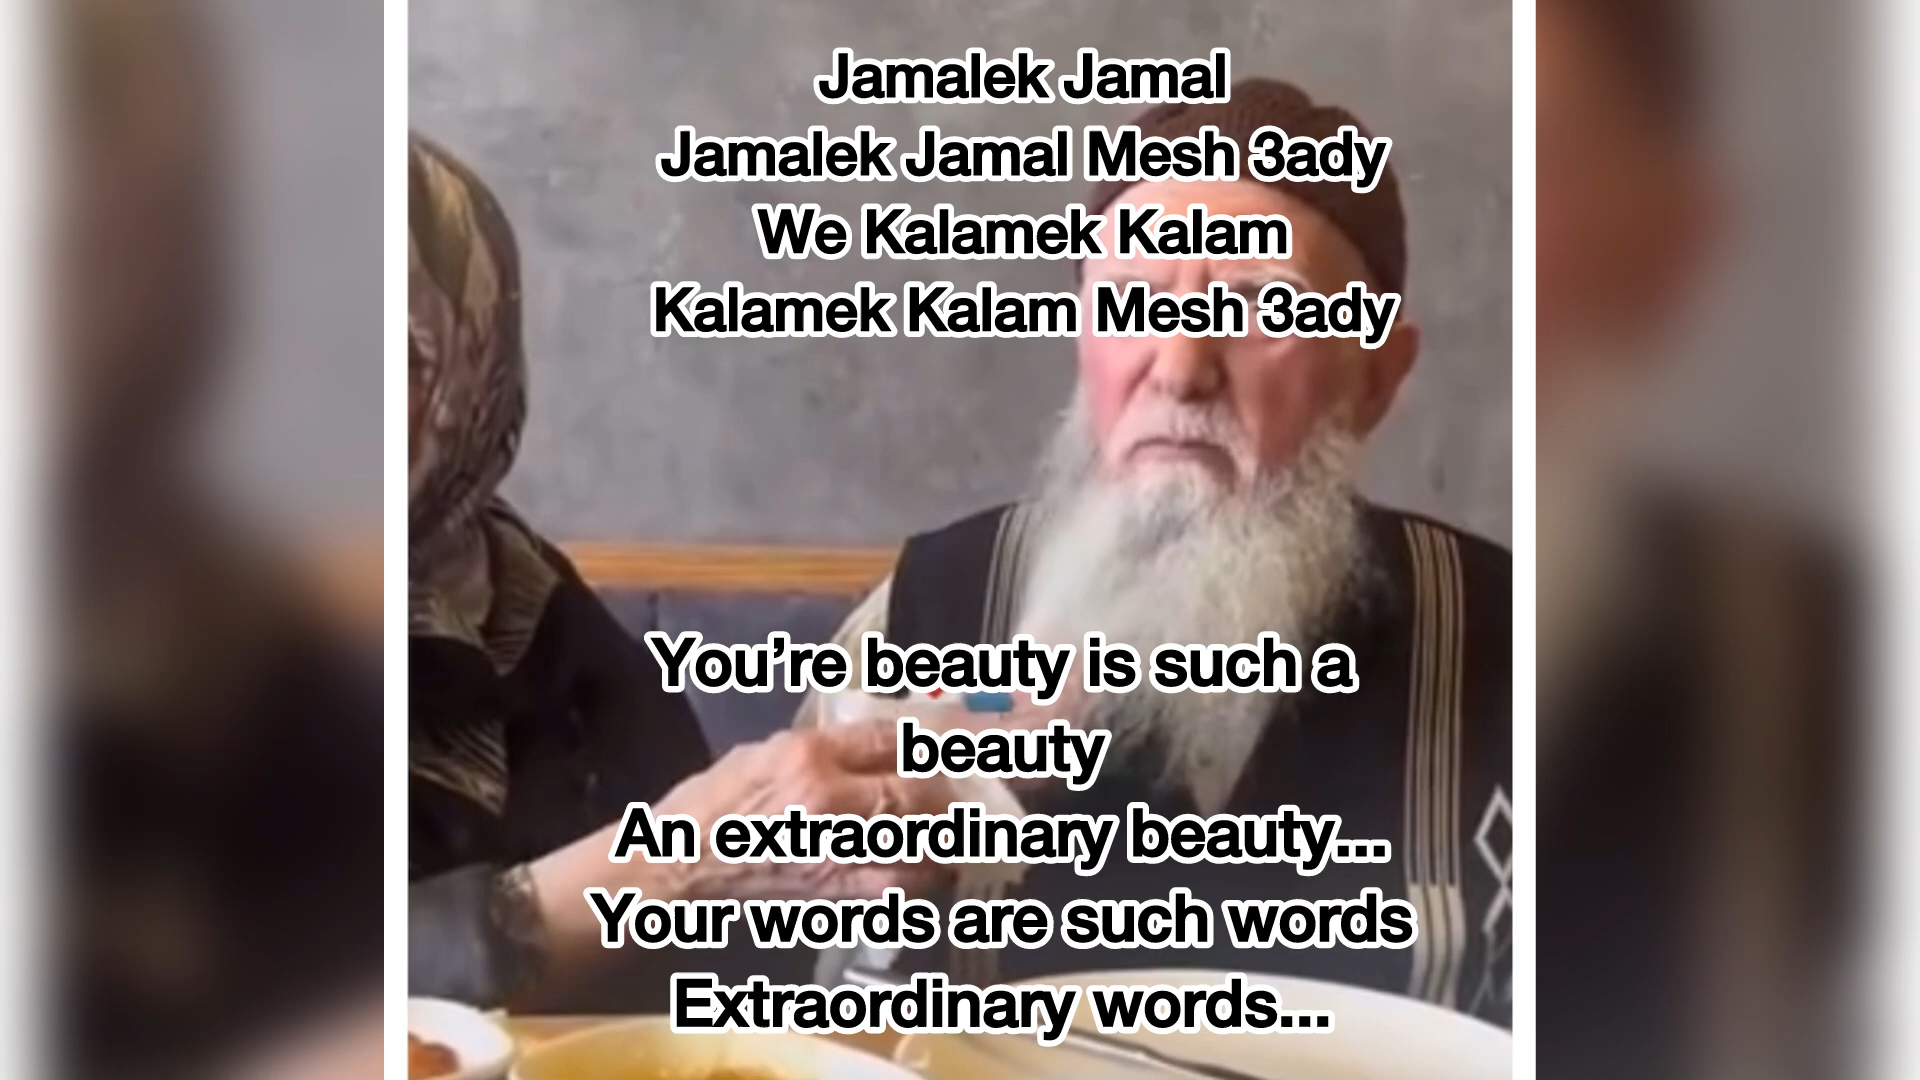 Jamalek Jamal
Jamalek Jamal Mesh 3ady
We Kalamek Kalam
Kalamek Kalam Mesh 3ady
You're beauty is such a
beauty
An extraordinary beauty...
Your words are such words
Extraordinary words...